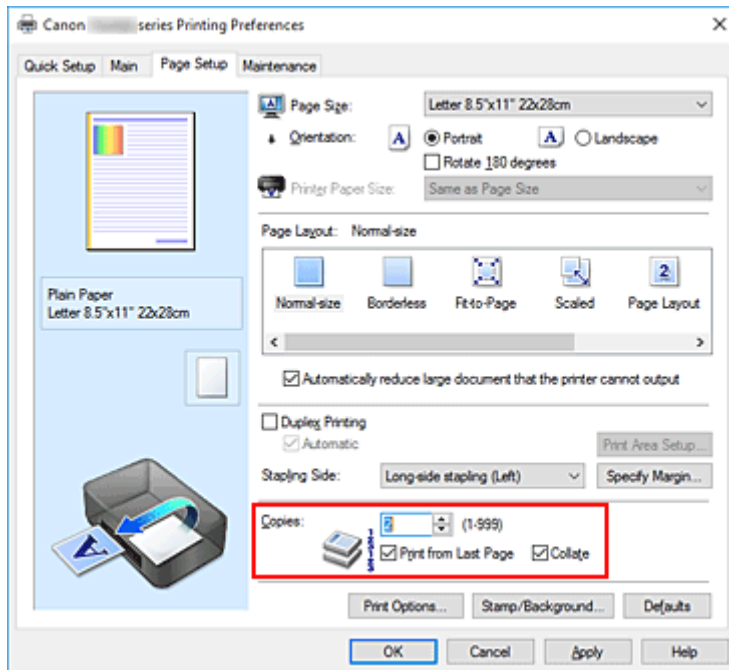 Canon series Printing Preferences
Quick Setup Main Page Setup Maintenance
Page Size: Letter 8.5"x11" 22x28cm
Orientation: A Portrait A Landscape
Rotate 180 degrees
Printer Paper Size: Same as Page Size
Page Layout: Normal-size
2
Normal-size Borderless Fit-to-Page Scaled Page Layout
Plain Paper
Letter 8.5"x11" 22x28cm
Automatically reduce large document that the printer cannot output
Duplex Printing
Automatic Print Area Setup...
Stapling Side: Long-side stapling (Left) Specify Margin...
Copies: 2 (1-999)
Print from Last Page Collate
A
Print Options... Stamp/Background... Defaults
OK Cancel Apply Help